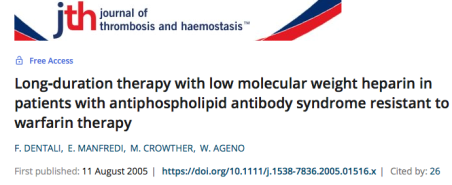 jth journal of
thrombosis and haemostasis™
Free Access
Long-duration therapy with low molecular weight heparin in
patients with antiphospholipid antibody syndrome resistant to
warfarin therapy
F. DENTALI, E. MANFREDI, M. CROWTHER, W. AGENO
First published: 11 August 2005 | https://doi.org/10.1111/j.1538-7836.2005.01516.x | Cited by: 26